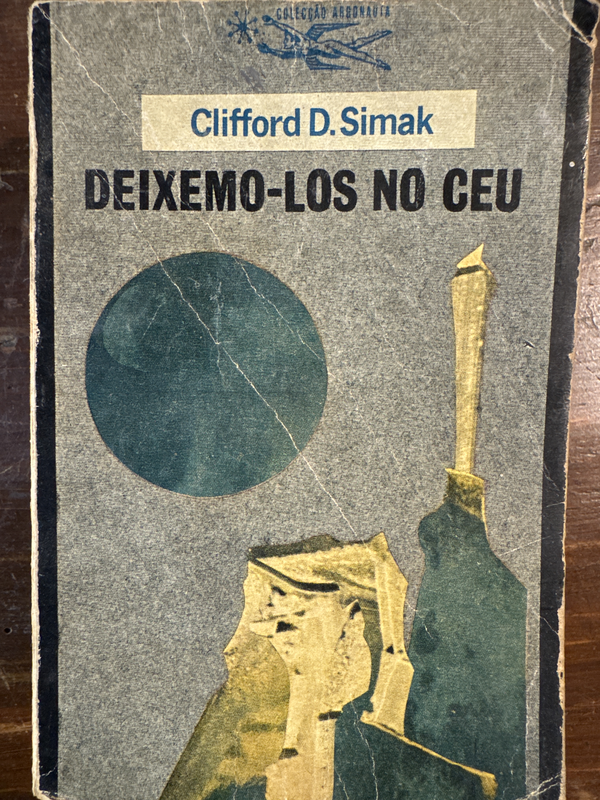 COLECÇÃO ARGONAUTA
Clifford D. Simak
DEIXEMO-LOS NO CEU